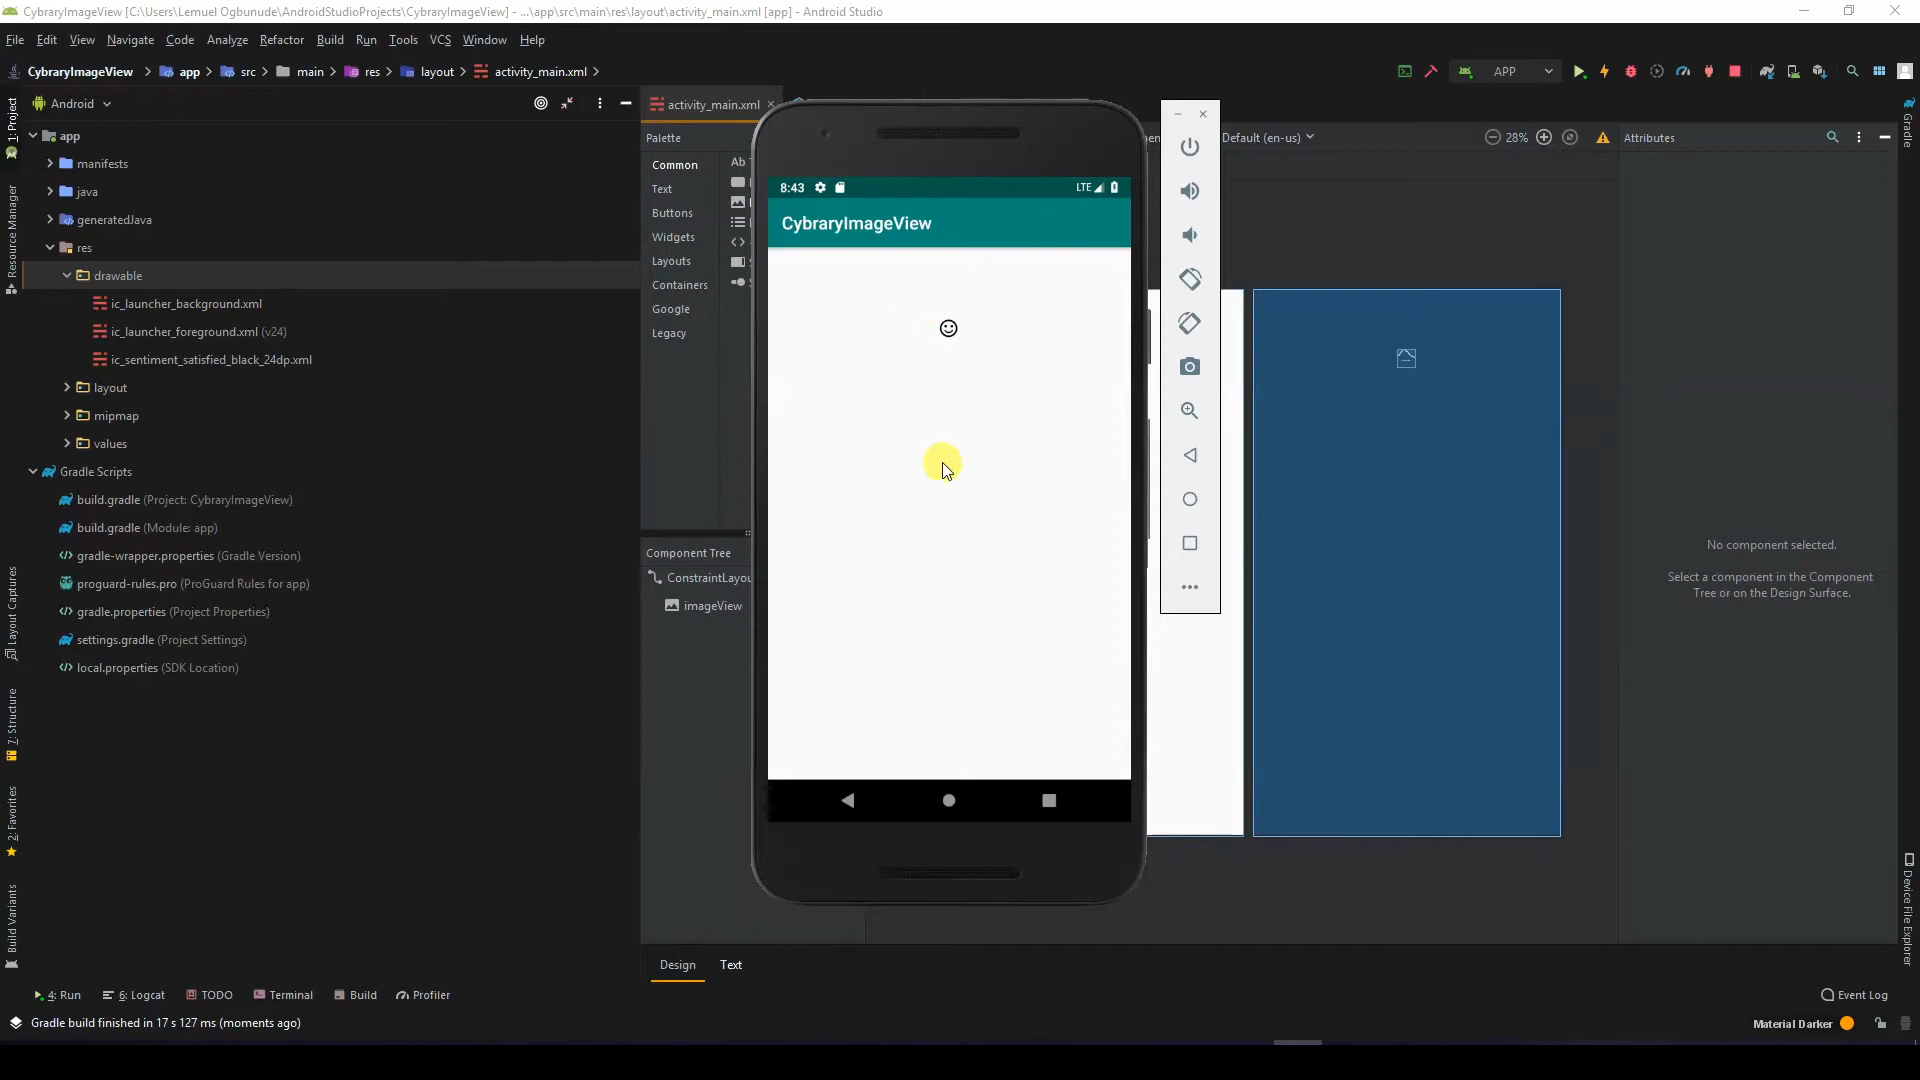 CybraryImageView [C:\Users\Lemuel Ogbunude\AndroidStudioProjects\CybraryImageView] - ...\app\src\main\res\layout\activity_main.xml [app] - Android Studio
File Edit View Navigate Code Analyze Refactor Build Run Tools VCS Window Help
CybraryImageView app src main res layout activity_main.xml
APP
1: Project
Resource Manager
Layout Captures
7: Structure
2: Favorites
Build Variants
Android
app
manifests
java
generatedJava
res
drawable
ic_launcher_background.xml
ic_launcher_foreground.xml (v24)
ic_sentiment_satisfied_black_24dp.xml
layout
mipmap
values
Gradle Scripts
build.gradle (Project: CybraryImageView)
build.gradle (Module: app)
gradle-wrapper.properties (Gradle Version)
proguard-rules.pro (ProGuard Rules for app)
gradle.properties (Project Properties)
settings.gradle (Project Settings)
local.properties (SDK Location)
activity_main.xml
Palette
Common
Text
Buttons
Widgets
Layouts
Containers
Google
Legacy
Ab
Component Tree
ConstraintLayou
imageView
8:43
LTE
CybraryImageView
Default (en-us)
28%
Attributes
No component selected.
Select a component in the Component
Tree or on the Design Surface.
Gradle
Device File Explorer
Design Text
4: Run 6: Logcat TODO Terminal Build Profiler
Event Log
Gradle build finished in 17 s 127 ms (moments ago)
Material Darker